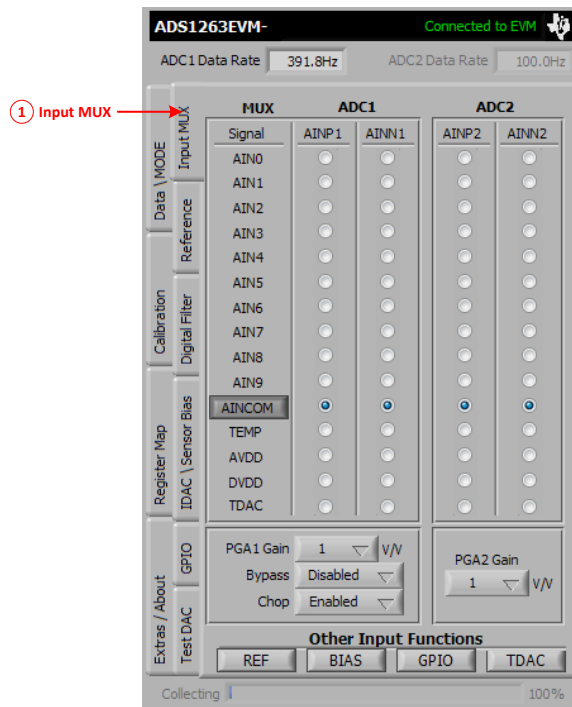 ADS1263EVM- Connected to EVM
ADC1 Data Rate 391.8Hz ADC2 Data Rate 100.0Hz
1 Input MUX
Data \ MODE
Calibration
Register Map
Extras / About
Input MUX
Reference
Digital Filter
IDAC \ Sensor Bias
GPIO
Test DAC
MUX ADC1 ADC2
Signal AINP1 AINN1 AINP2 AINN2
AIN0
AIN1
AIN2
AIN3
AIN4
AIN5
AIN6
AIN7
AIN8
AIN9
AINCOM
TEMP
AVDD
DVDD
TDAC
PGA1 Gain 1 V/V
Bypass Disabled
Chop Enabled
PGA2 Gain
1 V/V
Other Input Functions
REF BIAS GPIO TDAC
Collecting 100%